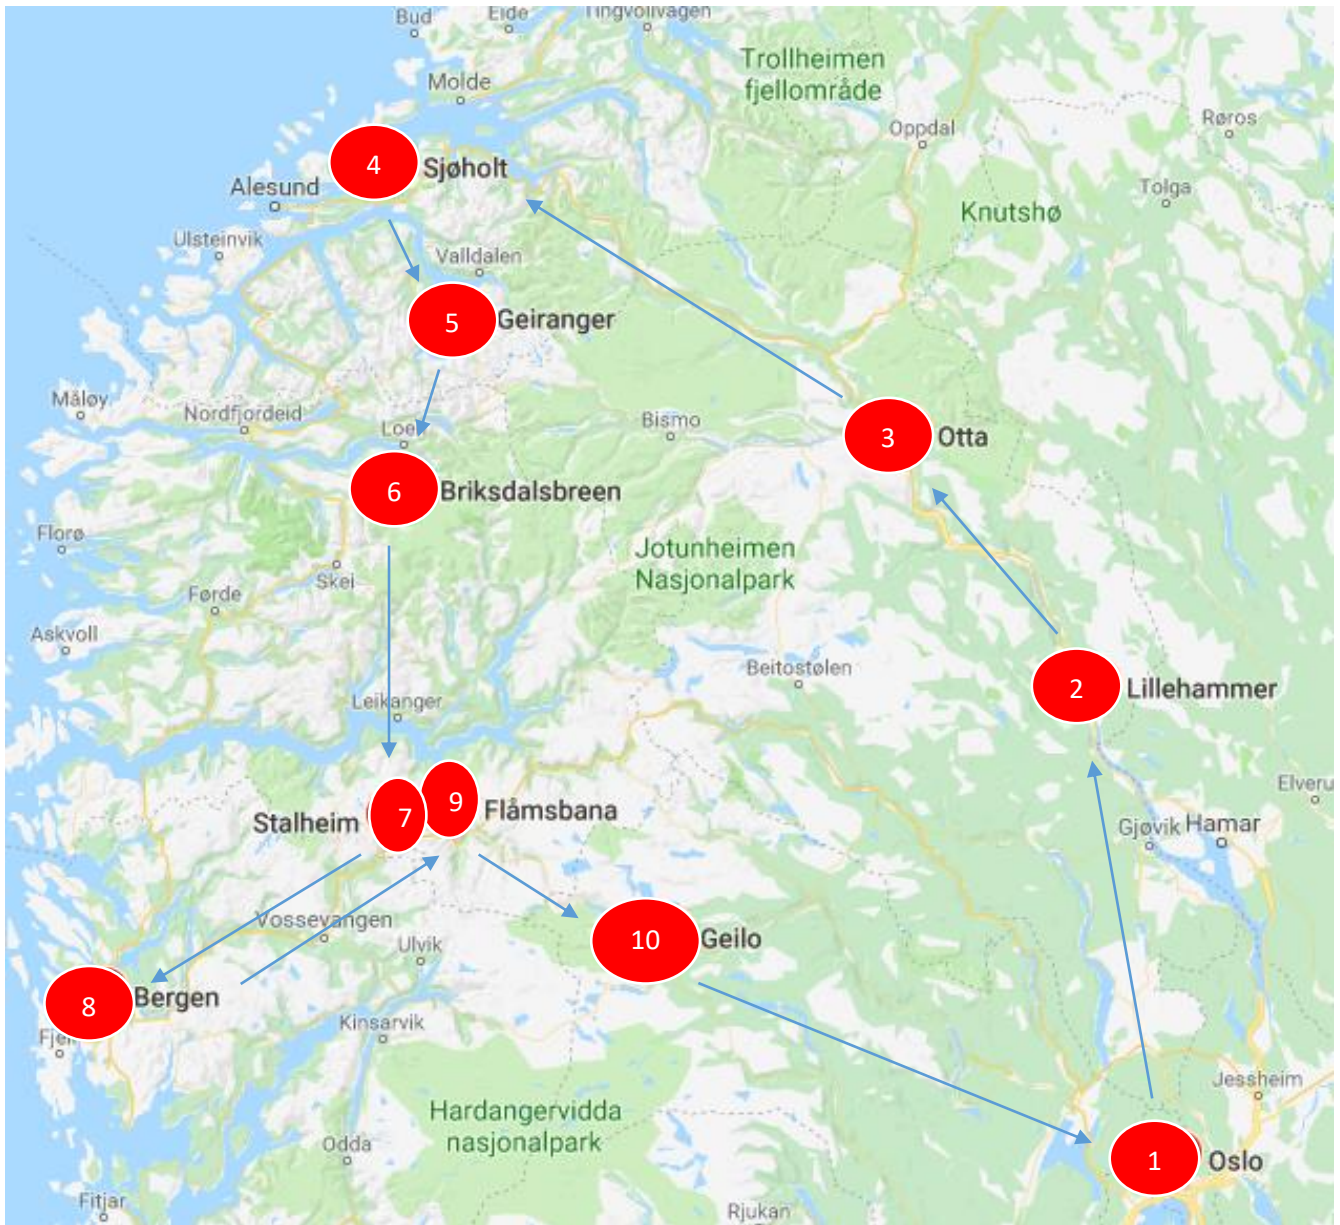 Bud
Eide
Tingvollvågen
Molde
Trollheimen
fjellområde
Oppdal
Røros
4
Sjøholt
Alesund
Tolga
Knutshø
Ulsteinvik
Valldalen
5
Geiranger
Måløy
Nordfjordeid
Bismo
3
Otta
6
Briksdalsbreen
Florø
Jotunheimen
Nasjonalpark
Skei
Førde
Askvoll
Beitostølen
2
Lillehammer
Leikanger
Stalheim
7
9
Flåmsbana
Gjøvik
Hamar
Vossevangen
Ulvik
10
Geilo
8
Bergen
Kinsarvik
Jessheim
Hardangervidda
nasjonalpark
Odda
1
Oslo
Fitjar
Rjukan